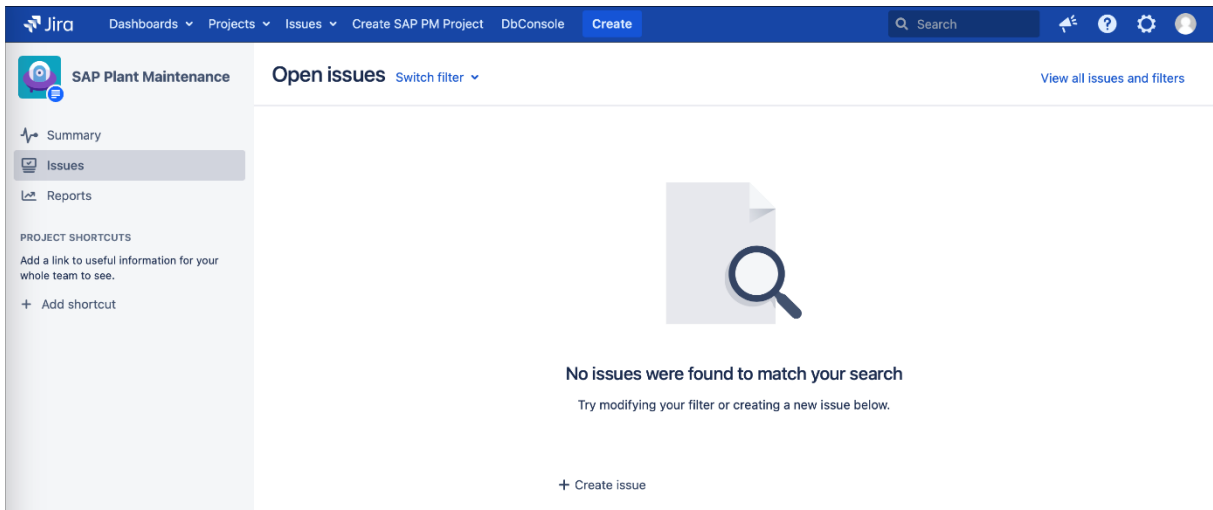 Jira Dashboards Projects Issues Create SAP PM Project DbConsole Create Search
SAP Plant Maintenance
Open issues Switch filter View all issues and filters
Summary
Issues
Reports
PROJECT SHORTCUTS
Add a link to useful information for your
whole team to see.
+ Add shortcut
No issues were found to match your search
Try modifying your filter or creating a new issue below.
+ Create issue